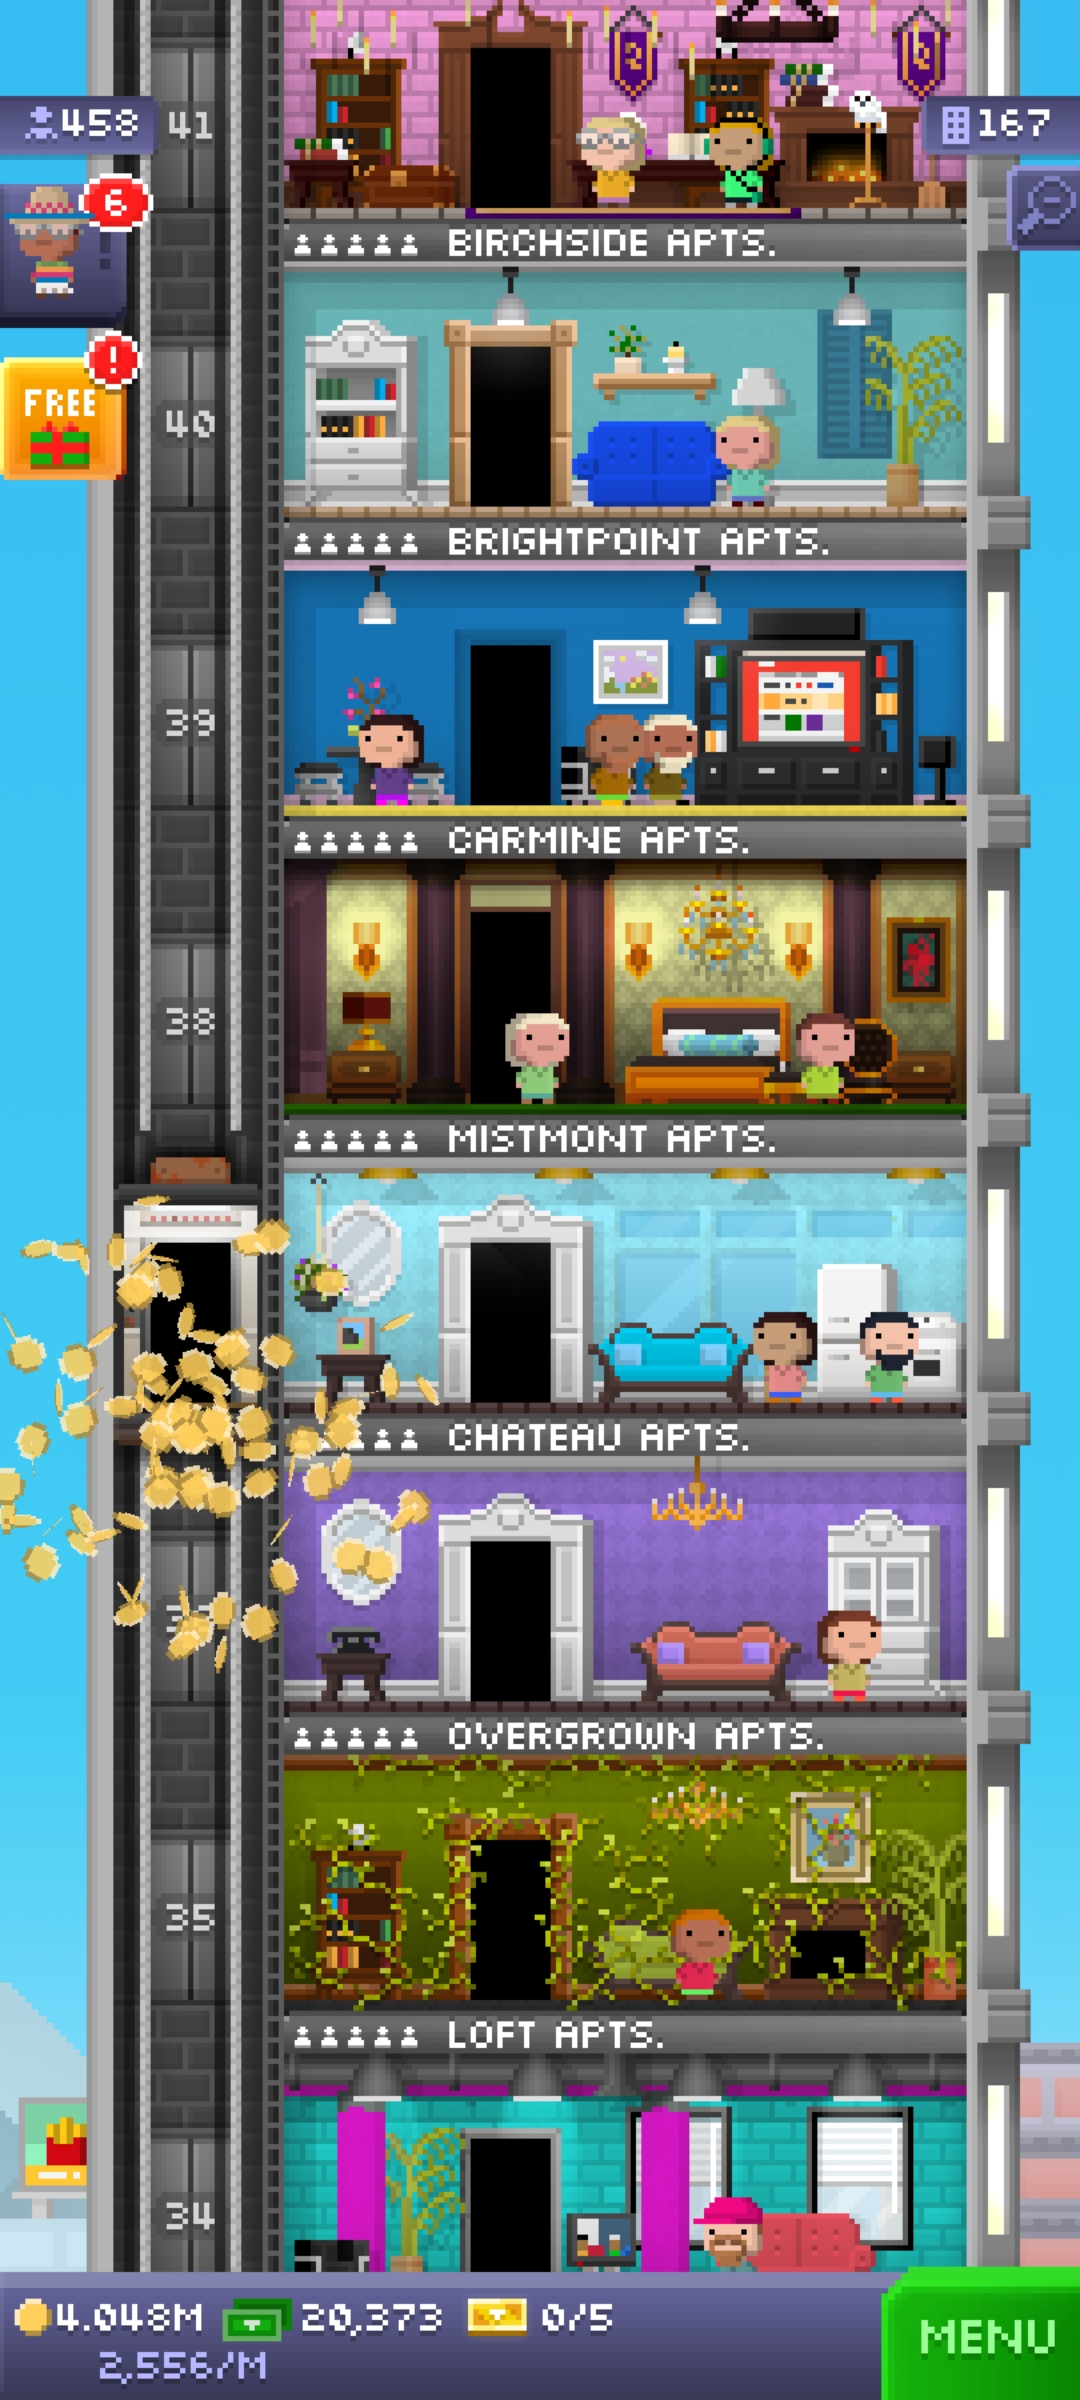 458
41
167
6
BIRCHSIDE APTS.
!
FREE
40
BRIGHTPOINT APTS.
39
CARMINE APTS.
38
MISTMONT APTS.
CHATEAU APTS.
OVERGROWN APTS.
35
LOFT APTS.
34
4.048M 20,373 0/5
2,556/M
MENU